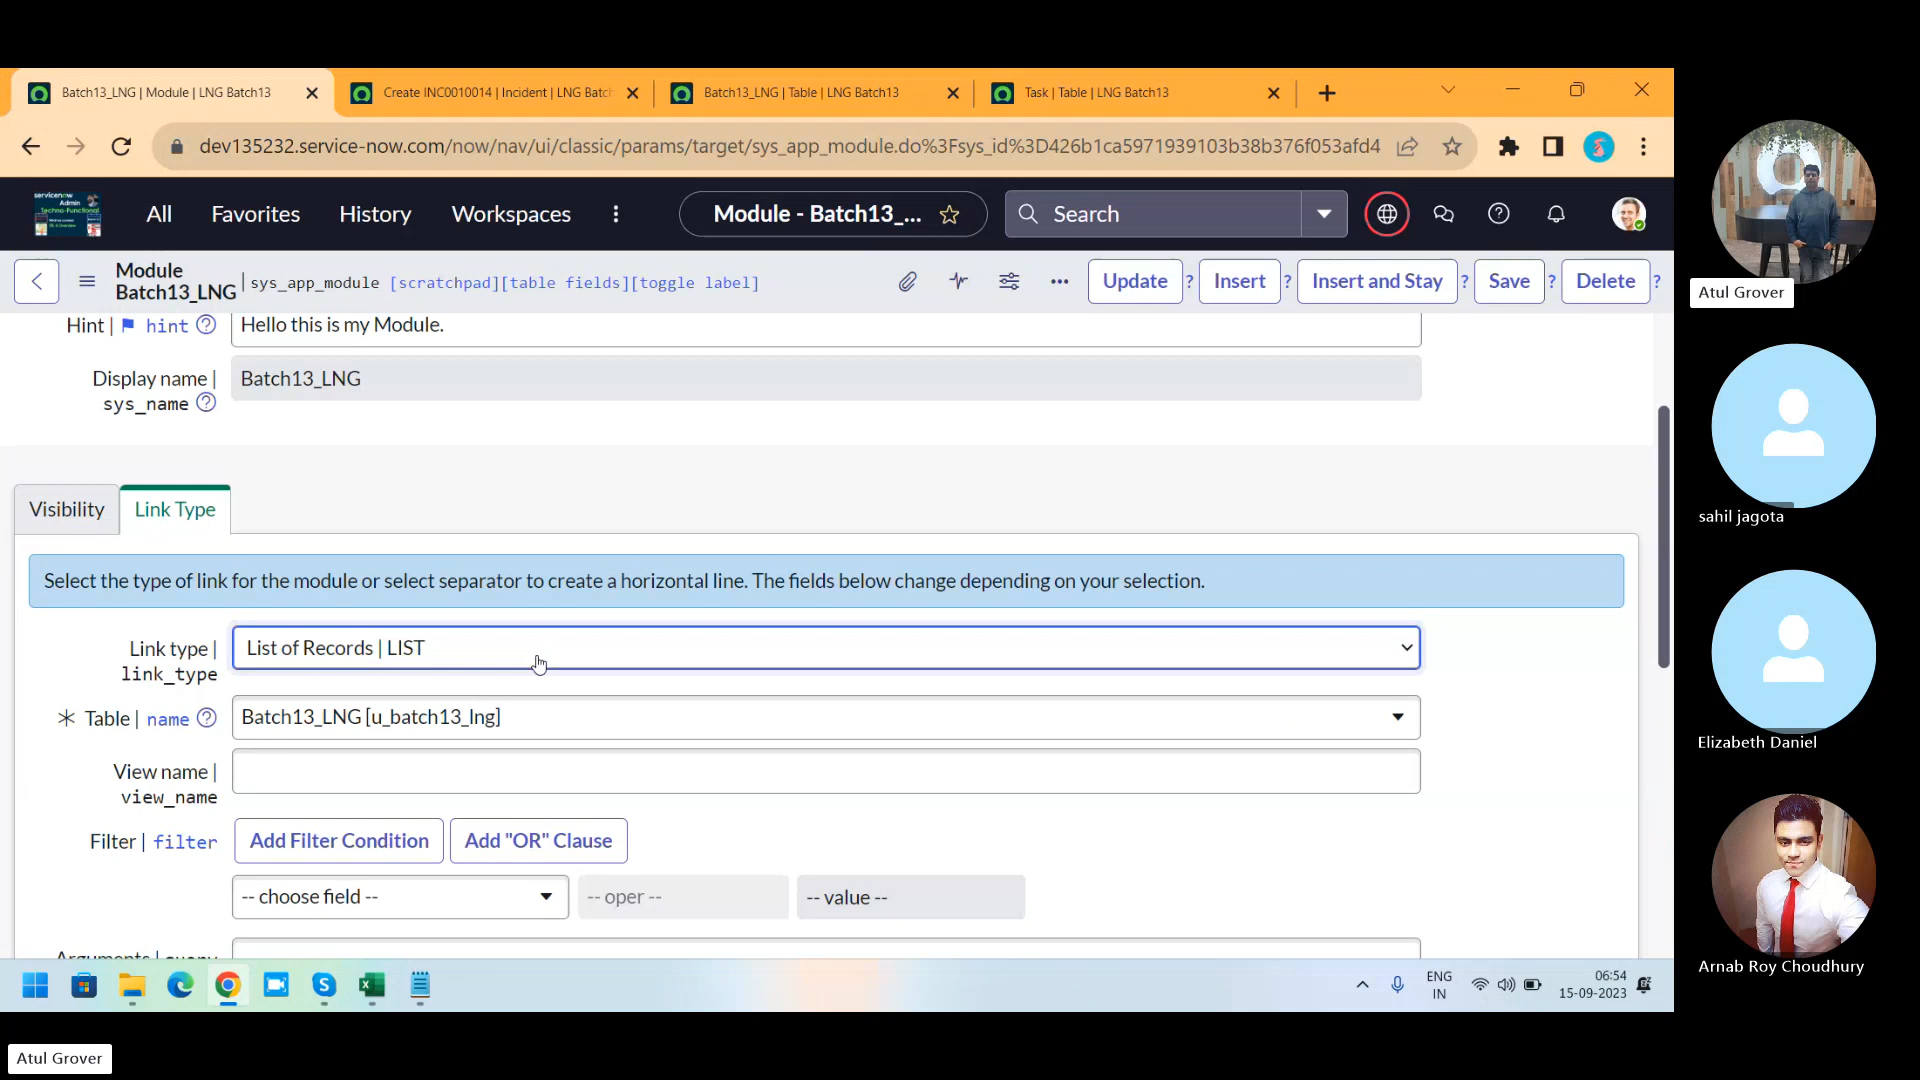 Batch13_LNG | Module | LNG Batch13
Create INC0010014 | Incident | LNG Batch
Batch13_LNG | Table | LNG Batch13
Task | Table | LNG Batch13
dev135232.service-now.com/now/nav/ui/classic/params/target/sys_app_module.do%3Fsys_id%3D426b1ca5971939103b38b376f053afd4
servicenow
Admin
Techno-Functional
All
Favorites
History
Workspaces
Module - Batch13_...
Search
Module
Batch13_LNG
sys_app_module [scratchpad][table fields][toggle label]
Update ?
Insert ?
Insert and Stay ?
Save ?
Delete ?
Hint | hint
Hello this is my Module.
Display name |
sys_name
Batch13_LNG
Visibility
Link Type
Select the type of link for the module or select separator to create a horizontal line. The fields below change depending on your selection.
Link type |
link_type
List of Records | LIST
Table | name
Batch13_LNG [u_batch13_lng]
View name |
view_name
Filter | filter
Add Filter Condition
Add "OR" Clause
-- choose field --
-- oper --
-- value --
Arguments | query
ENG
IN
06:54
15-09-2023
Atul Grover
sahil jagota
Elizabeth Daniel
Arnab Roy Choudhury
Atul Grover